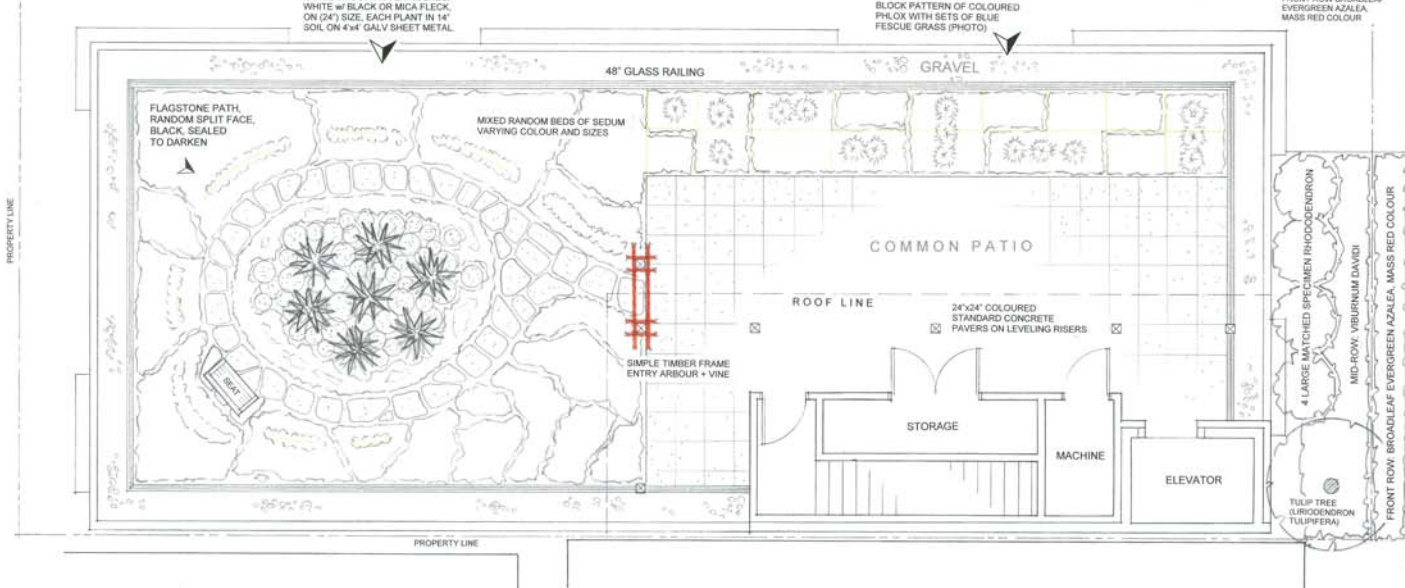 WHITE w/ BLACK OR MICA FLECK,
ON (24") SIZE, EACH PLANT IN 14"
SOIL ON 4'x4' GALV SHEET METAL
BLOCK PATTERN OF COLOURED
PHLOX WITH SETS OF BLUE
FESCUE GRASS (PHOTO)
EVERGREEN AZALEA,
MASS RED COLOUR
48" GLASS RAILING
GRAVEL
FLAGSTONE PATH,
RANDOM SPLIT FACE,
BLACK, SEALED
TO DARKEN
MIXED RANDOM BEDS OF SEDUM
VARYING COLOUR AND SIZES
PROPERTY LINE
COMMON PATIO
ROOF LINE
24"x24" COLOURED
STANDARD CONCRETE
PAVERS ON LEVELING RISERS
SIMPLE TIMBER FRAME
ENTRY ARBOUR + VINE
SEAT
STORAGE
MACHINE
ELEVATOR
4 LARGE MATCHED SPECIMEN RHODODENDRON
MID-ROW: VIBURNUM DAVIDI
FRONT ROW: BROADLEAF EVERGREEN AZALEA, MASS RED COLOUR
TULIP TREE
(LIRIODENDRON
TULIPIFERA)
PROPERTY LINE